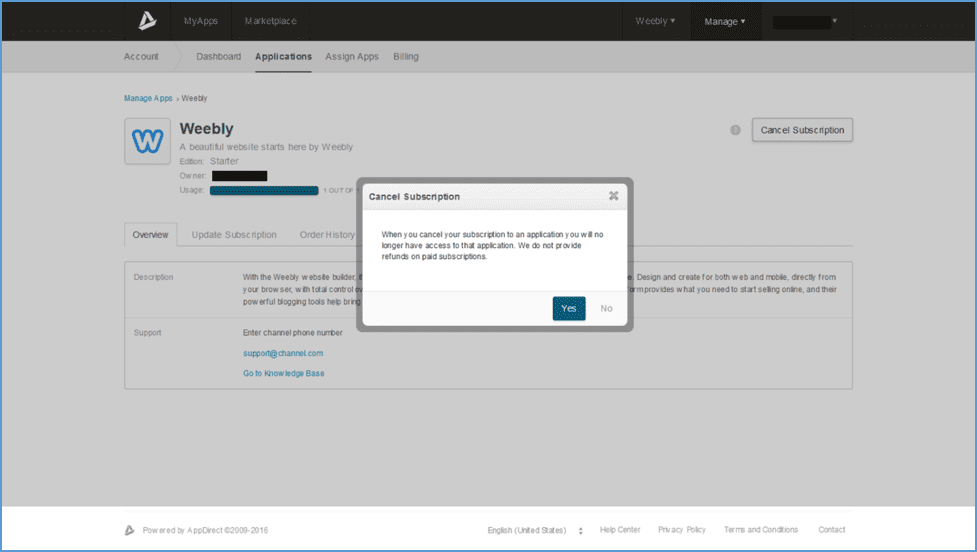 MyApps Marketplace Weebly ▾ Manage ▾ ▾
Account Dashboard Applications Assign Apps Billing
Manage Apps › Weebly
Weebly
? Cancel Subscription
A beautiful website starts here by Weebly
Edition: Starter
Owner:
Usage: 1 OUT OF
Cancel Subscription
When you cancel your subscription to an application you will no
longer have access to that application. We do not provide
refunds on paid subscriptions.
Yes No
Overview Update Subscription Order History
Description With the Weebly website builder, e. Design and create for both web and mobile, directly from
your browser, with total control provides what you need to start selling online, and their
powerful blogging tools help bring
Support Enter channel phone number
support@channel.com
Go to Knowledge Base
Powered by AppDirect ©2009-2016 English (United States) Help Center Privacy Policy Terms and Conditions Contact